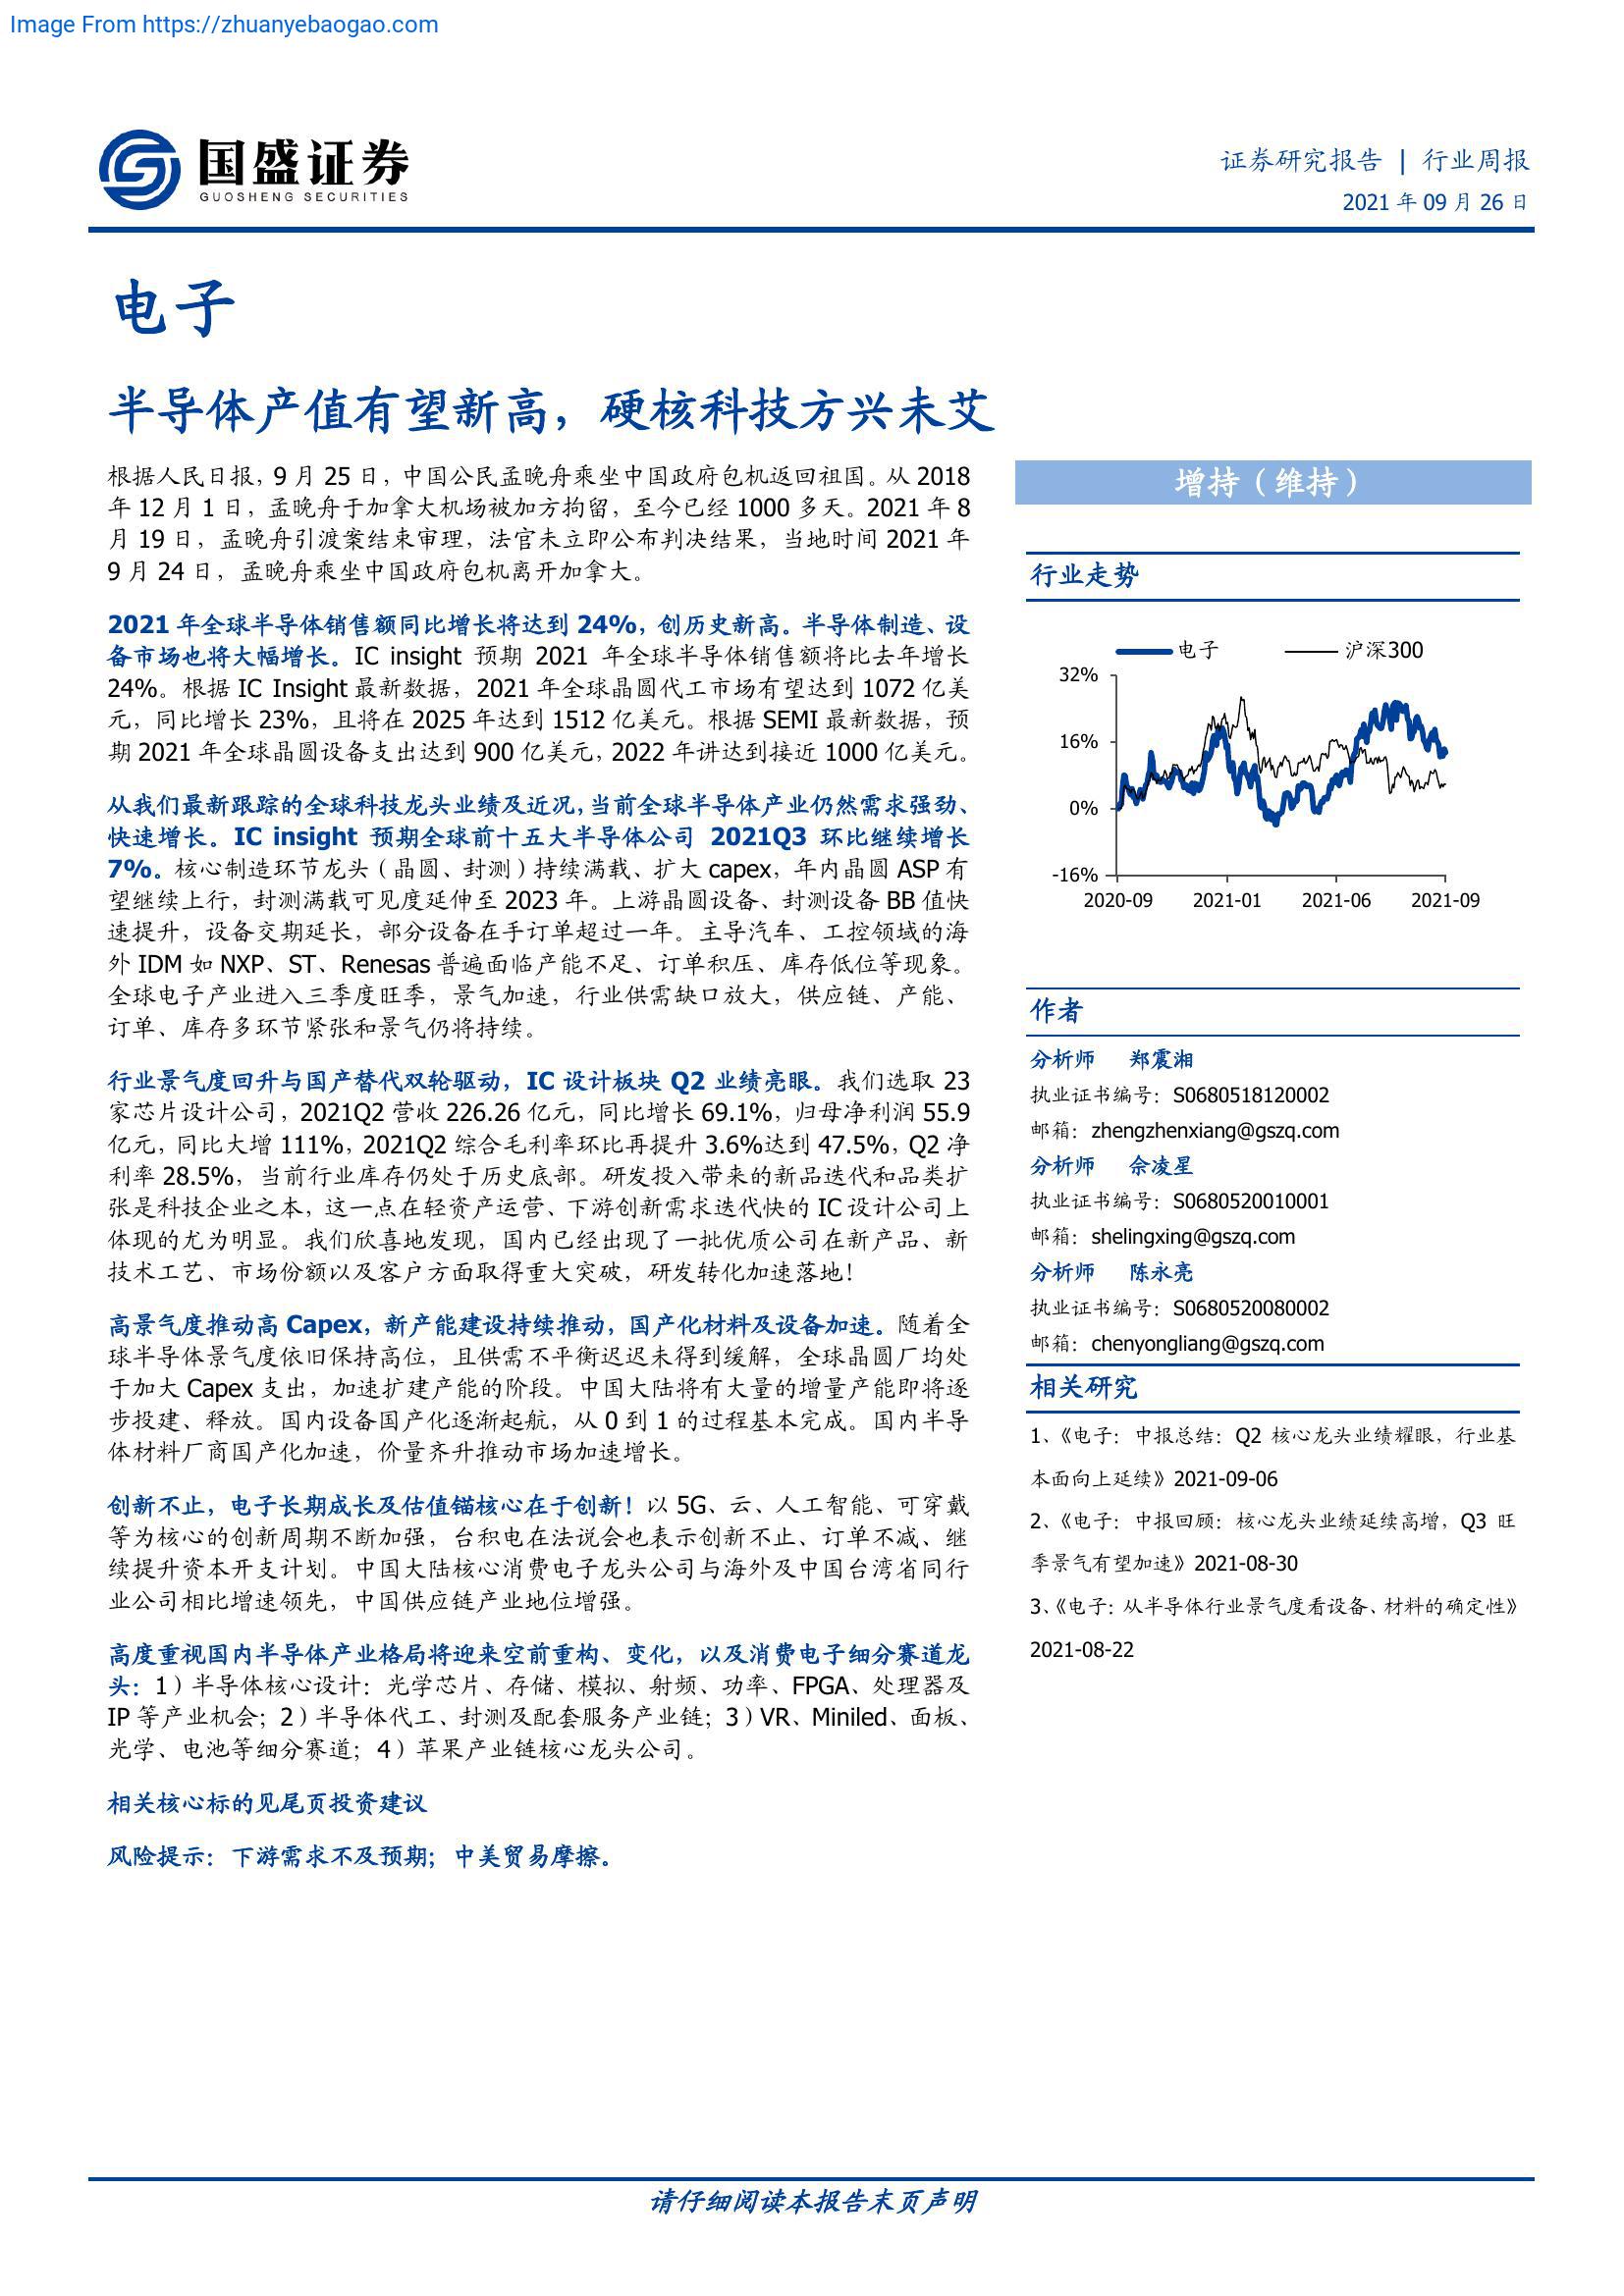 Image From https://zhuanyebaogao.com
国盛证券
GUOSHENG SECURITIES
证券研究报告 | 行业周报
2021 年 09 月 26 日
电子
半导体产值有望新高，硬核科技方兴未艾
根据人民日报，9 月 25 日，中国公民孟晚舟乘坐中国政府包机返回祖国。从 2018
年 12 月 1 日，孟晚舟于加拿大机场被加方拘留，至今已经 1000 多天。2021 年 8
月 19 日，孟晚舟引渡案结束审理，法官未立即公布判决结果，当地时间 2021 年
9 月 24 日，孟晚舟乘坐中国政府包机离开加拿大。
2021 年全球半导体销售额同比增长将达到 24%，创历史新高。半导体制造、设
备市场也将大幅增长。IC insight 预期 2021 年全球半导体销售额将比去年增长
24%。根据 IC Insight 最新数据，2021 年全球晶圆代工市场有望达到 1072 亿美
元，同比增长 23%，且将在 2025 年达到 1512 亿美元。根据 SEMI 最新数据，预
期 2021 年全球晶圆设备支出达到 900 亿美元，2022 年讲达到接近 1000 亿美元。
从我们最新跟踪的全球科技龙头业绩及近况，当前全球半导体产业仍然需求强劲、
快速增长。IC insight 预期全球前十五大半导体公司 2021Q3 环比继续增长
7%。核心制造环节龙头（晶圆、封测）持续满载、扩大 capex，年内晶圆 ASP 有
望继续上行，封测满载可见度延伸至 2023 年。上游晶圆设备、封测设备 BB 值快
速提升，设备交期延长，部分设备在手订单超过一年。主导汽车、工控领域的海
外 IDM 如 NXP、ST、Renesas 普遍面临产能不足、订单积压、库存低位等现象。
全球电子产业进入三季度旺季，景气加速，行业供需缺口放大，供应链、产能、
订单、库存多环节紧张和景气仍将持续。
行业景气度回升与国产替代双轮驱动，IC 设计板块 Q2 业绩亮眼。我们选取 23
家芯片设计公司，2021Q2 营收 226.26 亿元，同比增长 69.1%，归母净利润 55.9
亿元，同比大增 111%，2021Q2 综合毛利率环比再提升 3.6%达到 47.5%，Q2 净
利率 28.5%，当前行业库存仍处于历史底部。研发投入带来的新品迭代和品类扩
张是科技企业之本，这一点在轻资产运营、下游创新需求迭代快的 IC 设计公司上
体现的尤为明显。我们欣喜地发现，国内已经出现了一批优质公司在新产品、新
技术工艺、市场份额以及客户方面取得重大突破，研发转化加速落地！
高景气度推动高 Capex，新产能建设持续推动，国产化材料及设备加速。随着全
球半导体景气度依旧保持高位，且供需不平衡迟迟未得到缓解，全球晶圆厂均处
于加大 Capex 支出，加速扩建产能的阶段。中国大陆将有大量的增量产能即将逐
步投建、释放。国内设备国产化逐渐起航，从 0 到 1 的过程基本完成。国内半导
体材料厂商国产化加速，价量齐升推动市场加速增长。
创新不止，电子长期成长及估值锚核心在于创新！以 5G、云、人工智能、可穿戴
等为核心的创新周期不断加强，台积电在法说会也表示创新不止、订单不减、继
续提升资本开支计划。中国大陆核心消费电子龙头公司与海外及中国台湾省同行
业公司相比增速领先，中国供应链产业地位增强。
高度重视国内半导体产业格局将迎来空前重构、变化，以及消费电子细分赛道龙
头：1）半导体核心设计：光学芯片、存储、模拟、射频、功率、FPGA、处理器及
IP 等产业机会；2）半导体代工、封测及配套服务产业链；3）VR、Miniled、面板、
光学、电池等细分赛道；4）苹果产业链核心龙头公司。
相关核心标的见尾页投资建议
风险提示：下游需求不及预期；中美贸易摩擦。
增持（维持）
行业走势
电子 沪深300
32%
16%
0%
-16%
2020-09 2021-01 2021-06 2021-09
作者
分析师 郑震湘
执业证书编号：S0680518120002
邮箱：zhengzhenxiang@gszq.com
分析师 佘凌星
执业证书编号：S0680520010001
邮箱：shelingxing@gszq.com
分析师 陈永亮
执业证书编号：S0680520080002
邮箱：chenyongliang@gszq.com
相关研究
1、《电子：中报总结：Q2 核心龙头业绩耀眼，行业基
本面向上延续》2021-09-06
2、《电子：中报回顾：核心龙头业绩延续高增，Q3 旺
季景气有望加速》2021-08-30
3、《电子：从半导体行业景气度看设备、材料的确定性》
2021-08-22
请仔细阅读本报告末页声明